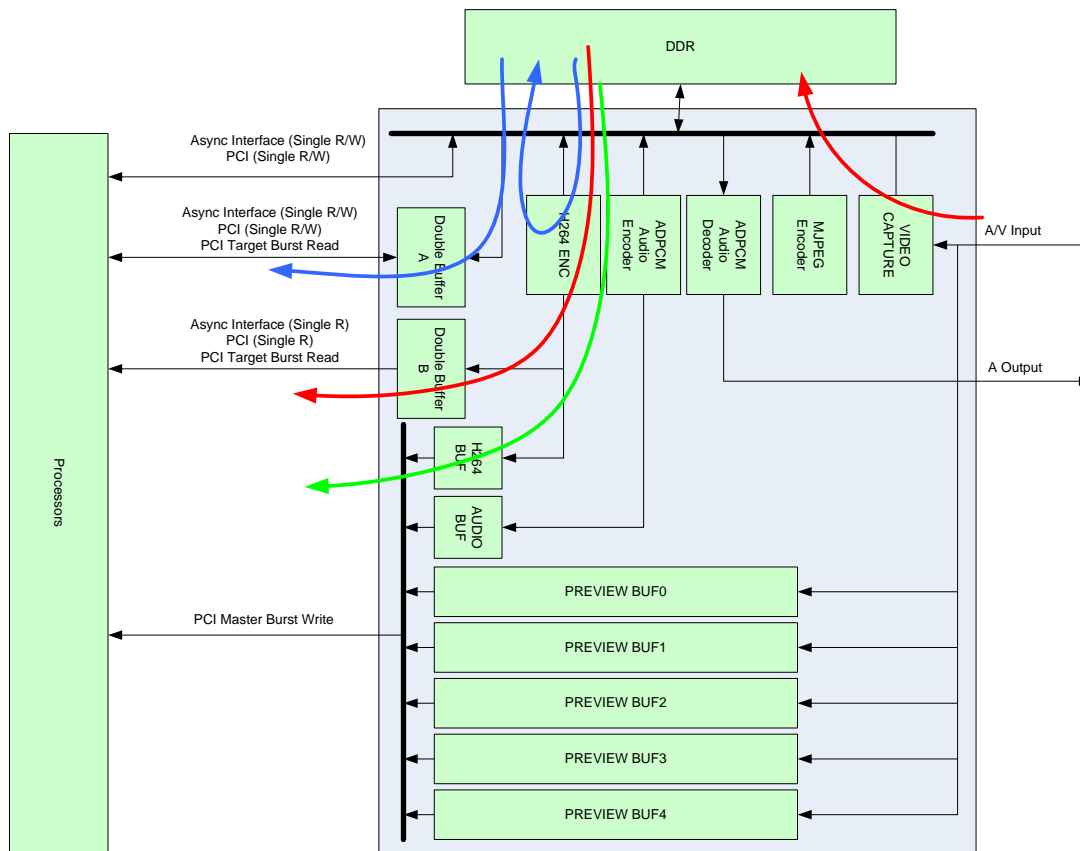 DDR
Async Interface (Single R/W)
PCI (Single R/W)
Async Interface (Single R/W)
PCI (Single R/W)
PCI Target Burst Read
Double Buffer
A
H264 ENC
ADPCM
Audio
Encoder
ADPCM
Audio
Decoder
MJPEG
Encoder
VIDEO
CAPTURE
A/V Input
Async Interface (Single R)
PCI (Single R)
PCI Target Burst Read
Double Buffer
B
A Output
Processors
H264
BUF
AUDIO
BUF
PREVIEW BUF0
PCI Master Burst Write
PREVIEW BUF1
PREVIEW BUF2
PREVIEW BUF3
PREVIEW BUF4